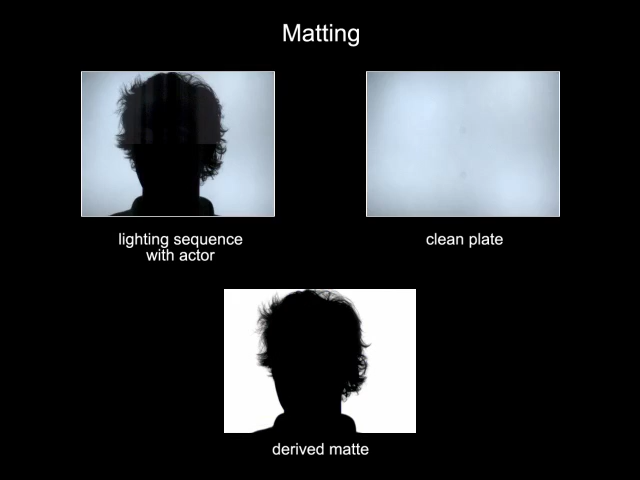 Matting
lighting sequence
with actor
clean plate
derived matte